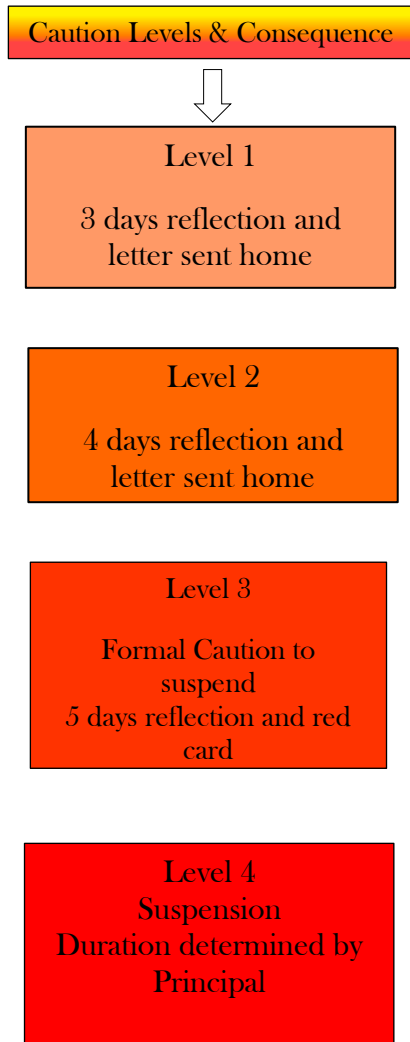 Caution Levels & Consequence
Level 1
3 days reflection and
letter sent home
Level 2
4 days reflection and
letter sent home
Level 3
Formal Caution to
suspend
5 days reflection and red
card
Level 4
Suspension
Duration determined by
Principal